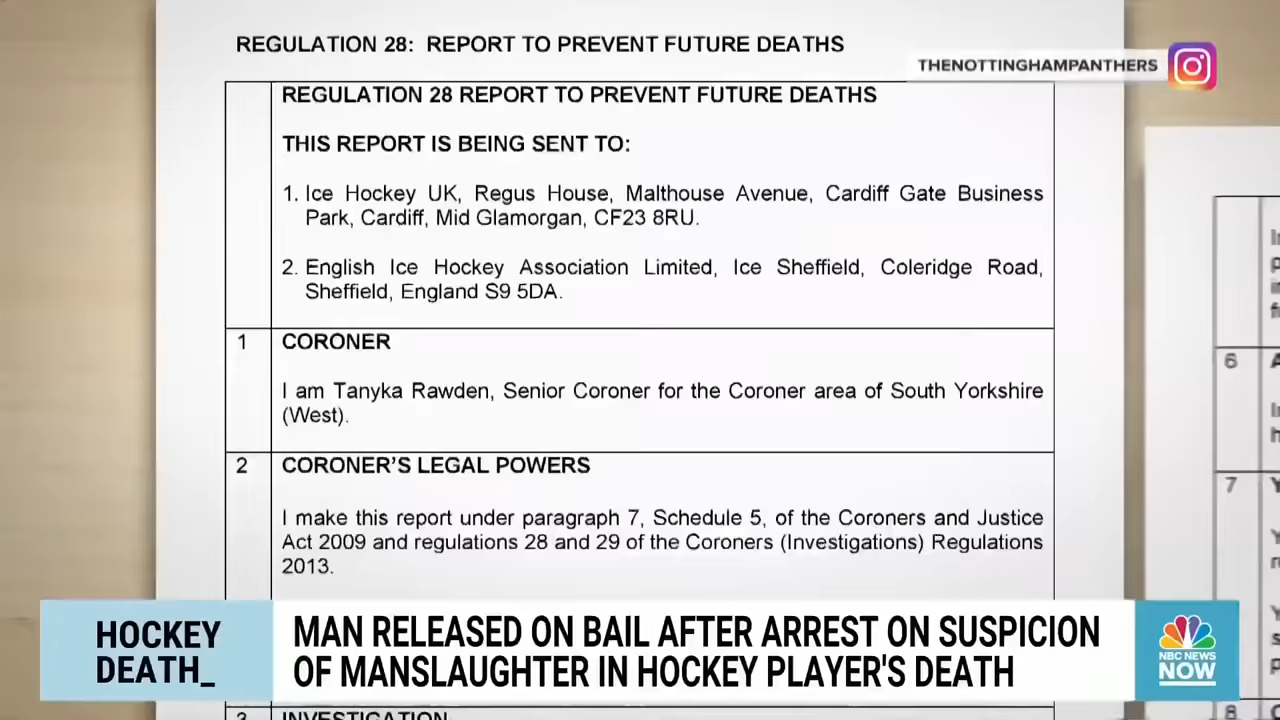 REGULATION 28: REPORT TO PREVENT FUTURE DEATHS
THENOTTINGHAMPANTHERS
REGULATION 28 REPORT TO PREVENT FUTURE DEATHS
THIS REPORT IS BEING SENT TO:
1. Ice Hockey UK, Regus House, Malthouse Avenue, Cardiff Gate Business
Park, Cardiff, Mid Glamorgan, CF23 8RU.
2. English Ice Hockey Association Limited, Ice Sheffield, Coleridge Road,
Sheffield, England S9 5DA.
1 CORONER
I am Tanyka Rawden, Senior Coroner for the Coroner area of South Yorkshire
(West).
2 CORONER'S LEGAL POWERS
I make this report under paragraph 7, Schedule 5, of the Coroners and Justice
Act 2009 and regulations 28 and 29 of the Coroners (Investigations) Regulations
2013.
3 INVESTIGATION
6
7
8
HOCKEY
DEATH_
MAN RELEASED ON BAIL AFTER ARREST ON SUSPICION
OF MANSLAUGHTER IN HOCKEY PLAYER'S DEATH
NBC NEWS
NOW